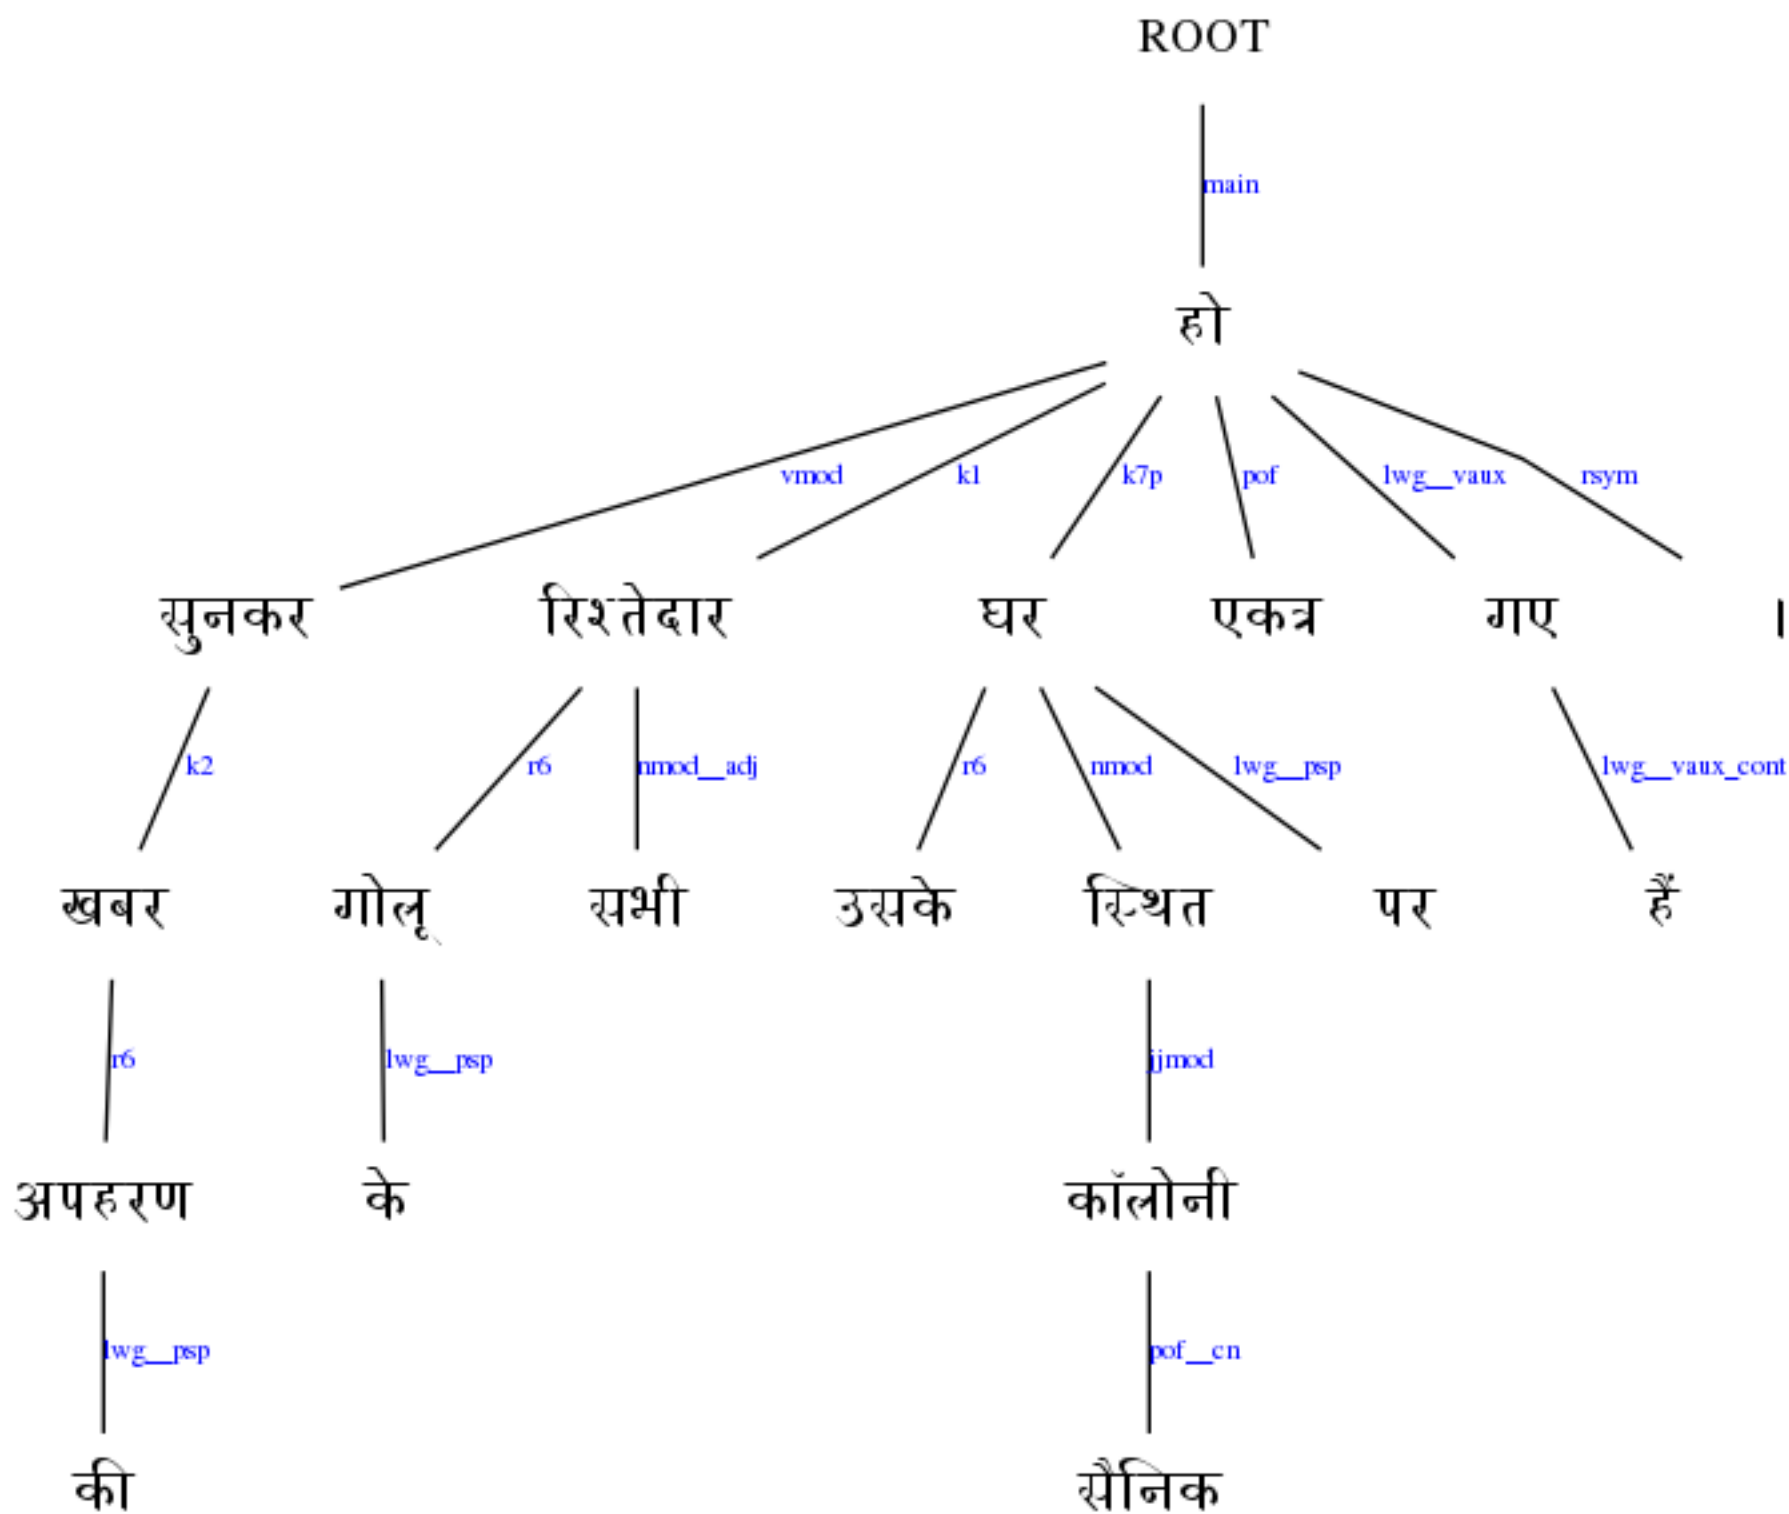 ROOT
main
हो
vmod k1 k7p pof lwg__vaux rsym
सुनकर रिश्तेदार घर एकत्र गए ।
k2 r6 nmod__adj r6 nmod lwg__psp lwg__vaux_cont
खबर गोलू सभी उसके स्थित पर हैं
r6 lwg__psp jjmod
अपहरण के कॉलोनी
lwg__psp pof__cn
की सैनिक